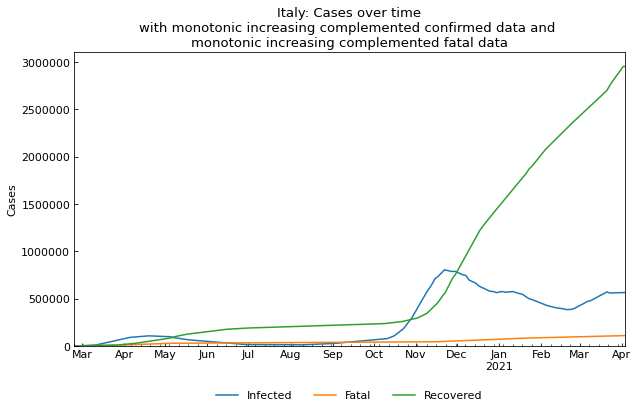 Italy: Cases over time
with monotonic increasing complemented confirmed data and
monotonic increasing complemented fatal data
3000000
2500000
2000000
1500000
1000000
500000
0
Cases
Mar Apr May Jun Jul Aug Sep Oct Nov Dec Jan Feb Mar Apr
2021
Infected Fatal Recovered